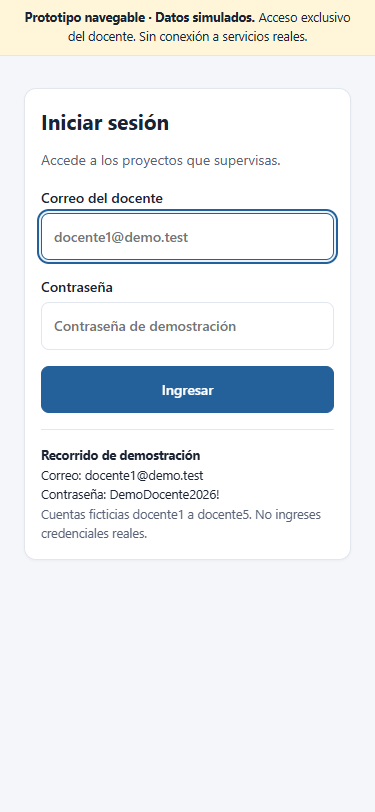 Prototipo navegable · Datos simulados. Acceso exclusivo
del docente. Sin conexión a servicios reales.
Iniciar sesión
Accede a los proyectos que supervisas.
Correo del docente
docente1@demo.test
Contraseña
Contraseña de demostración
Ingresar
Recorrido de demostración
Correo: docente1@demo.test
Contraseña: DemoDocente2026!
Cuentas ficticias docente1 a docente5. No ingreses
credenciales reales.